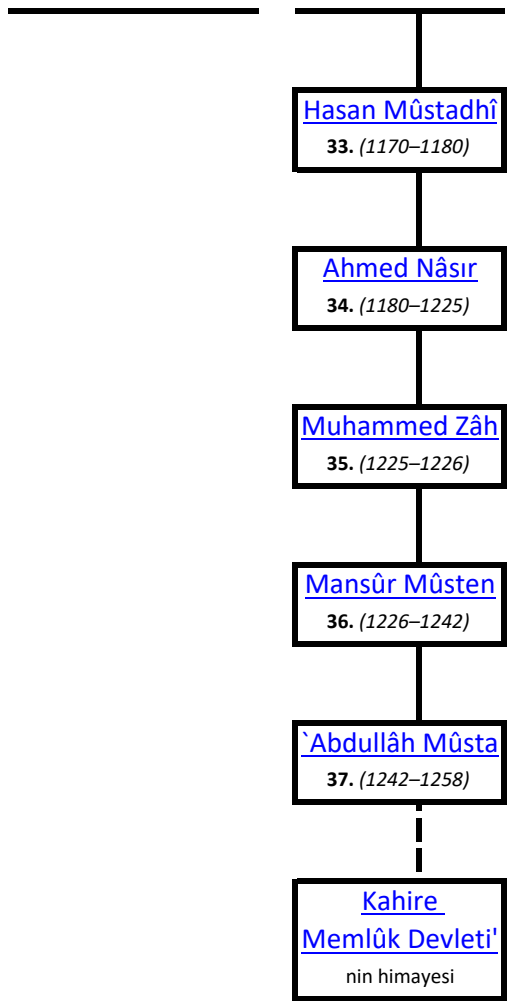 Hasan Mûstadhî
33. (1170–1180)
Ahmed Nâsır
34. (1180–1225)
Muhammed Zâh
35. (1225–1226)
Mansûr Mûsten
36. (1226–1242)
`Abdullâh Mûsta
37. (1242–1258)
Kahire
Memlûk Devleti'
nin himayesi